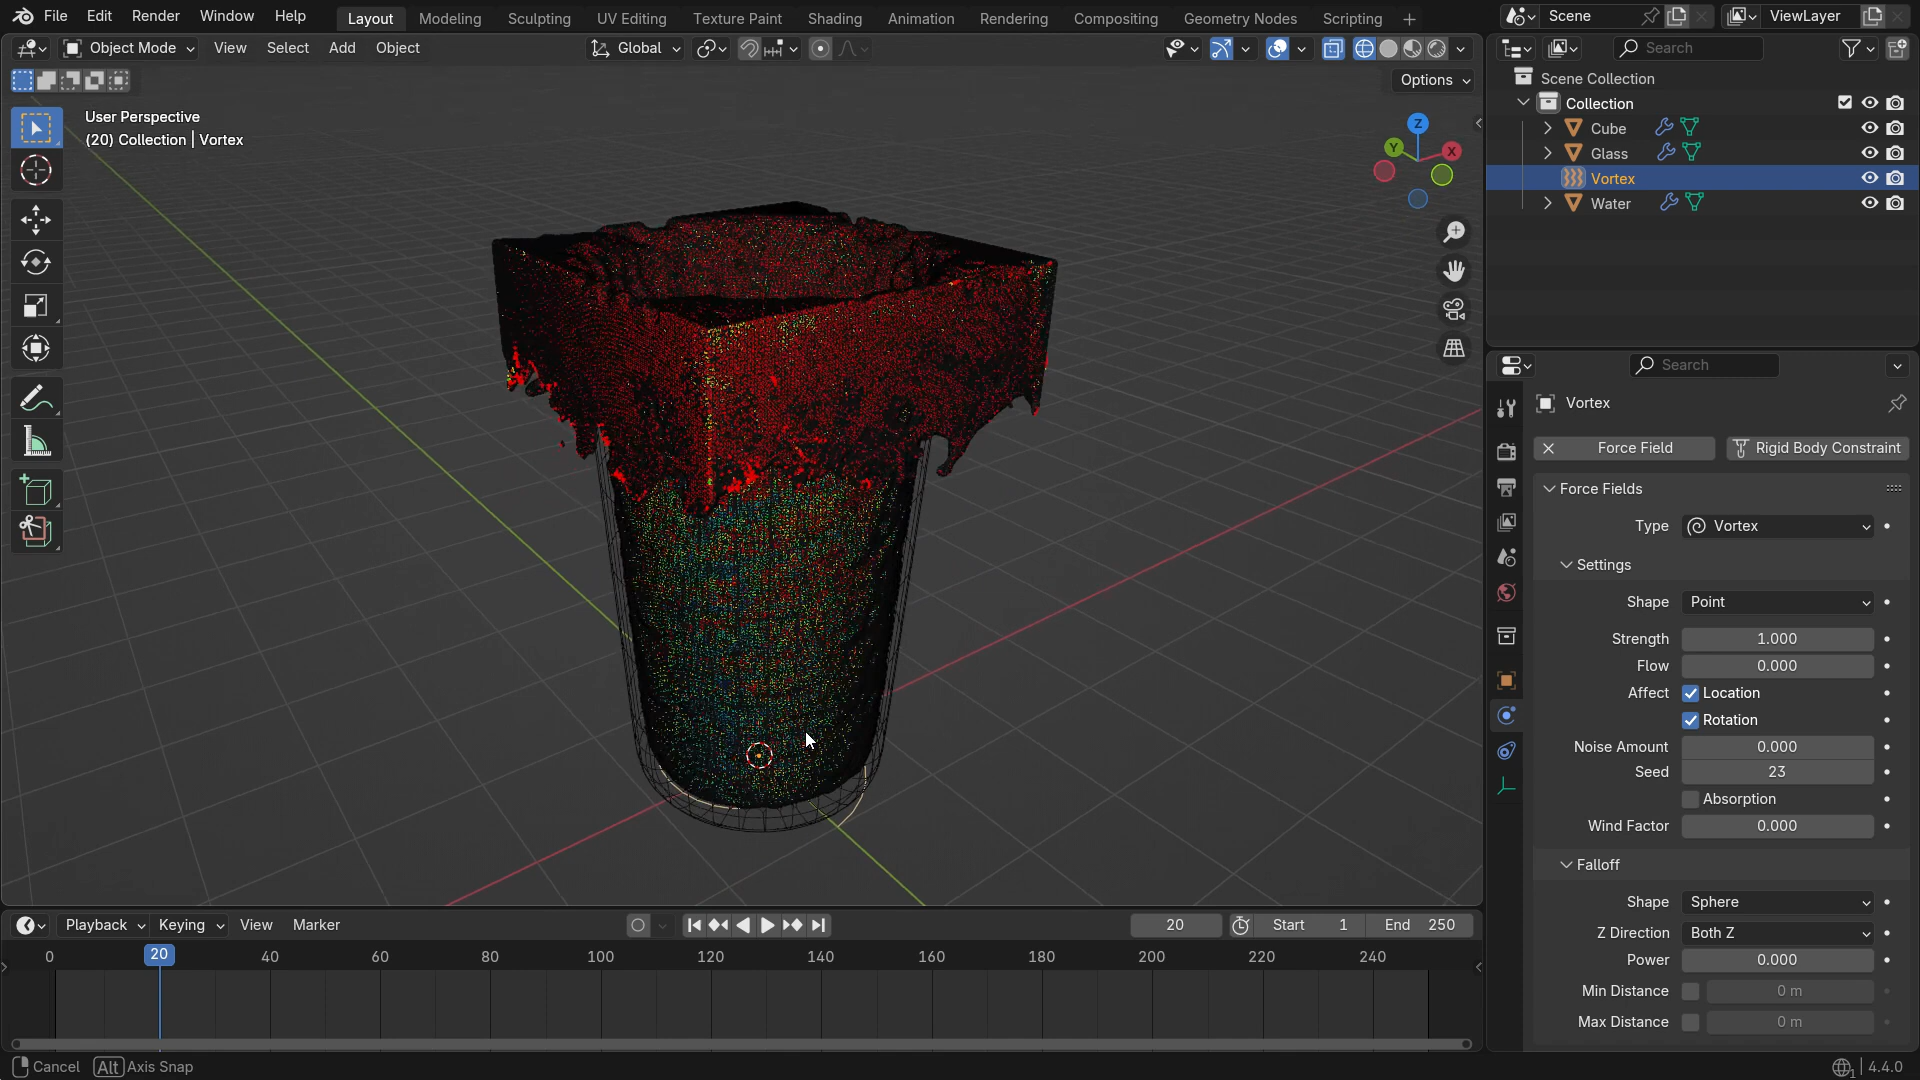 File Edit Render Window Help
Layout Modeling Sculpting UV Editing Texture Paint Shading Animation Rendering Compositing Geometry Nodes Scripting
Scene
ViewLayer
Object Mode View Select Add Object
Global
Options
User Perspective
(20) Collection | Vortex
Z
Y
X
Search
Scene Collection
Collection
Cube
Glass
Vortex
Water
Search
Vortex
Force Field
Rigid Body Constraint
Force Fields
Type Vortex
Settings
Shape Point
Strength 1.000
Flow 0.000
Affect Location
Rotation
Noise Amount 0.000
Seed 23
Absorption
Wind Factor 0.000
Falloff
Shape Sphere
Z Direction Both Z
Power 0.000
Min Distance 0 m
Max Distance 0 m
Playback Keying View Marker
20
Start 1 End 250
0 20 40 60 80 100 120 140 160 180 200 220 240
Cancel Alt Axis Snap
4.4.0